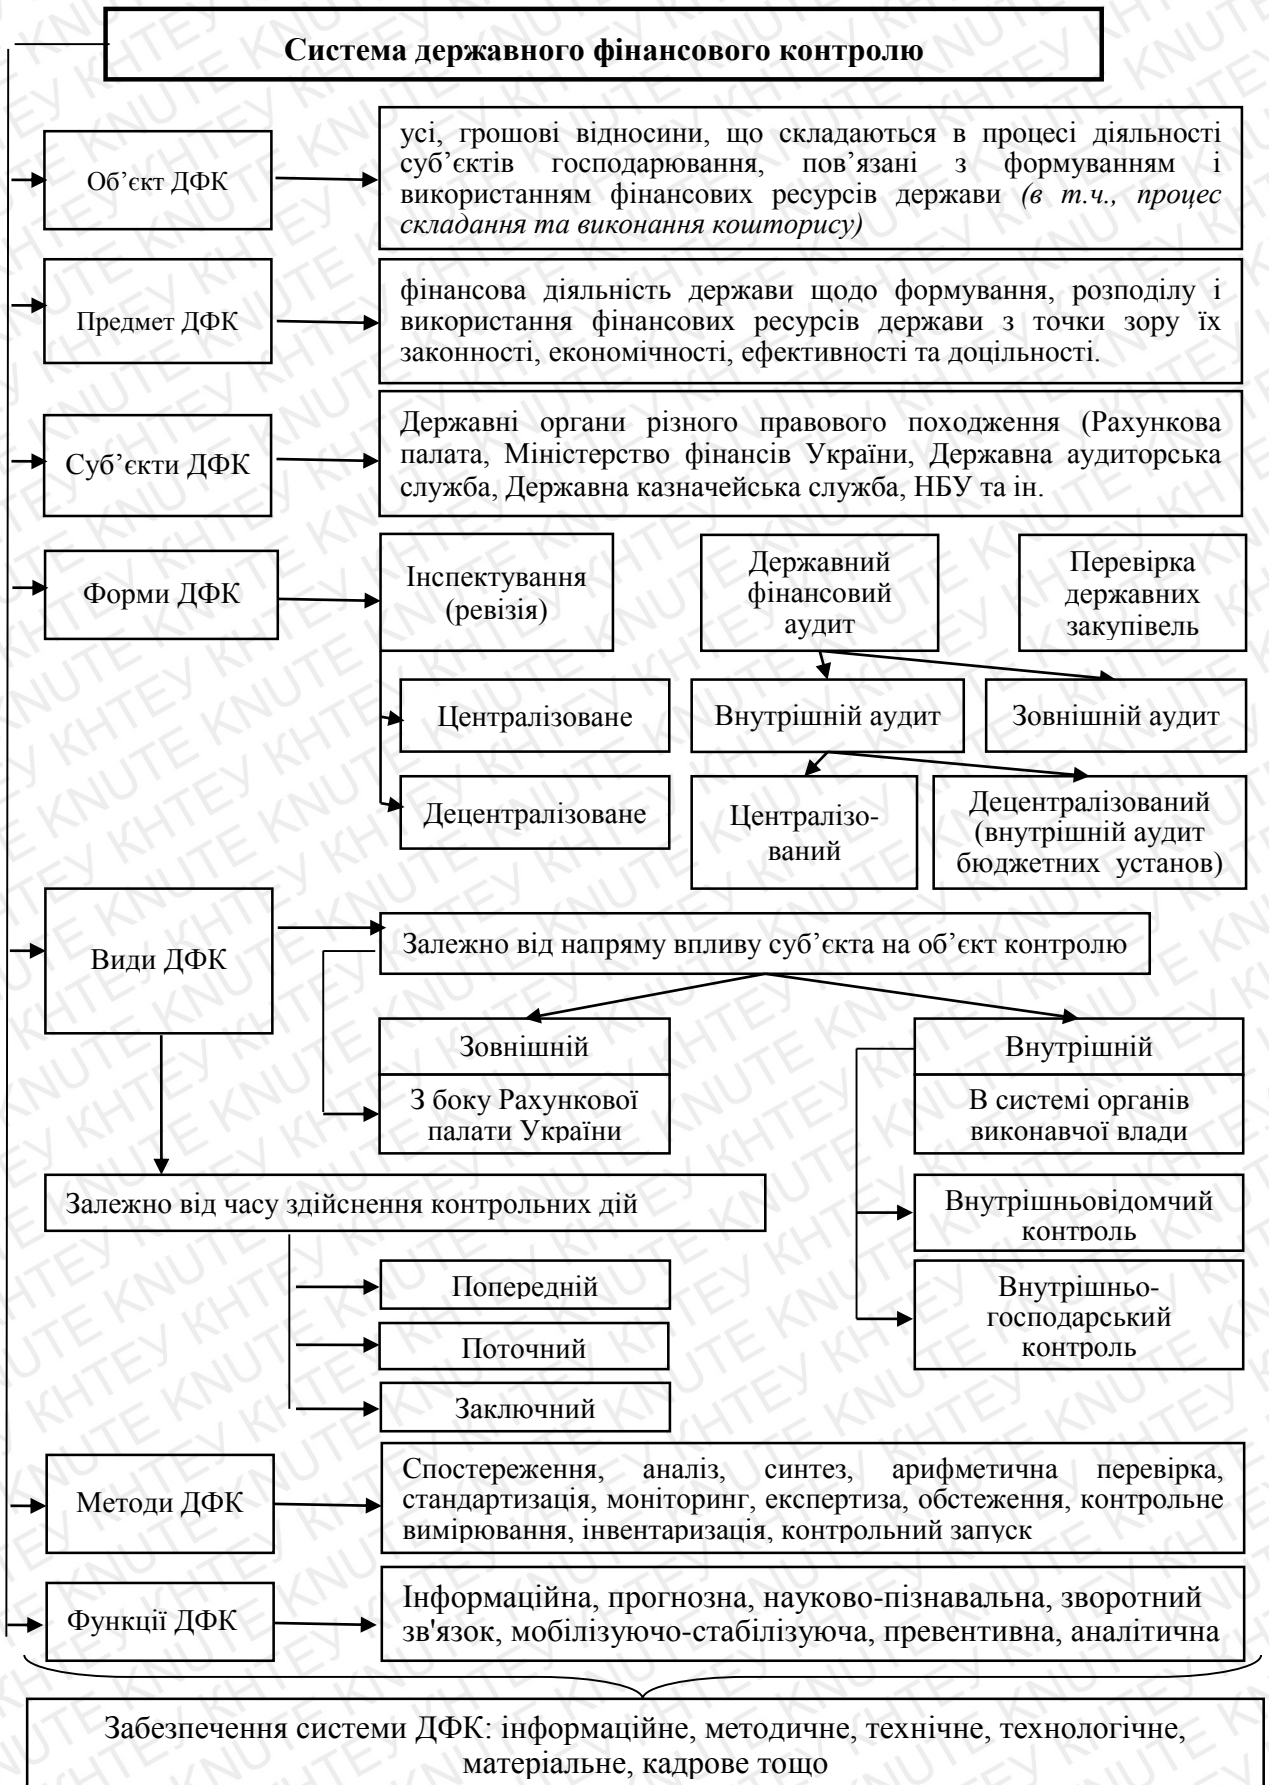 Система державного фінансового контролю
Об’єкт ДФК
усі, грошові відносини, що складаються в процесі діяльності
суб’єктів господарювання, пов’язані з формуванням і
використанням фінансових ресурсів держави (в т.ч., процес
складання та виконання кошторису)
Предмет ДФК
фінансова діяльність держави щодо формування, розподілу і
використання фінансових ресурсів держави з точки зору їх
законності, економічності, ефективності та доцільності.
Суб’єкти ДФК
Державні органи різного правового походження (Рахункова
палата, Міністерство фінансів України, Державна аудиторська
служба, Державна казначейська служба, НБУ та ін.
Форми ДФК
Інспектування
(ревізія)
Державний
фінансовий
аудит
Перевірка
державних
закупівель
Централізоване
Внутрішній аудит
Зовнішній аудит
Децентралізоване
Централізо-
ваний
Децентралізований
(внутрішній аудит
бюджетних установ)
Види ДФК
Залежно від напряму впливу суб’єкта на об’єкт контролю
Зовнішній
Внутрішній
З боку Рахункової
палати України
В системі органів
виконавчої влади
Залежно від часу здійснення контрольних дій
Внутрішньовідомчий
контроль
Попередній
Внутрішньо-
господарський
контроль
Поточний
Заключний
Методи ДФК
Спостереження, аналіз, синтез, арифметична перевірка,
стандартизація, моніторинг, експертиза, обстеження, контрольне
вимірювання, інвентаризація, контрольний запуск
Функції ДФК
Інформаційна, прогнозна, науково-пізнавальна, зворотний
зв'язок, мобілізуючо-стабілізуюча, превентивна, аналітична
Забезпечення системи ДФК: інформаційне, методичне, технічне, технологічне,
матеріальне, кадрове тощо